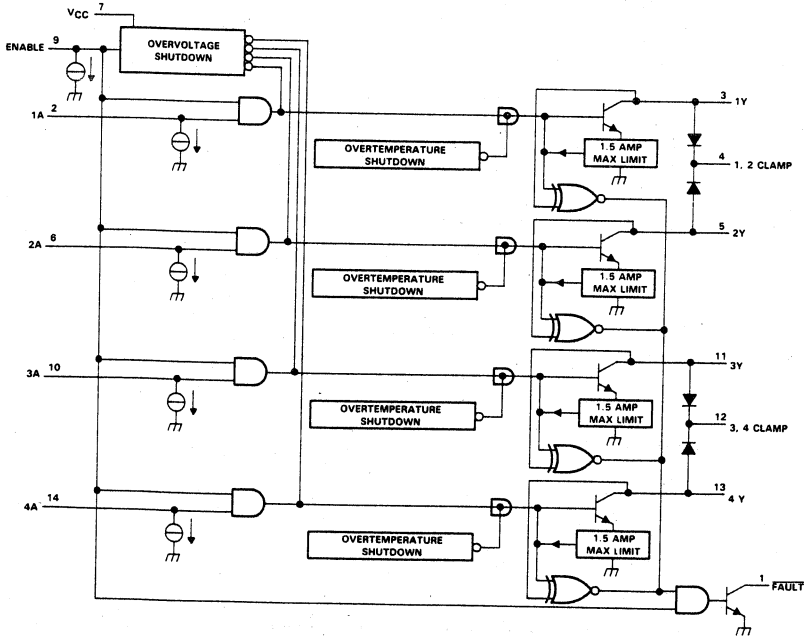 VCC 7
ENABLE 9
OVERVOLTAGE
SHUTDOWN
1A 2
OVERTEMPERATURE
SHUTDOWN
1.5 AMP
MAX LIMIT
3 1Y
4
1, 2 CLAMP
5 2Y
2A 6
OVERTEMPERATURE
SHUTDOWN
1.5 AMP
MAX LIMIT
3A 10
OVERTEMPERATURE
SHUTDOWN
1.5 AMP
MAX LIMIT
11
3Y
12
3, 4 CLAMP
13
4 Y
4A 14
OVERTEMPERATURE
SHUTDOWN
1.5 AMP
MAX LIMIT
1
FAULT